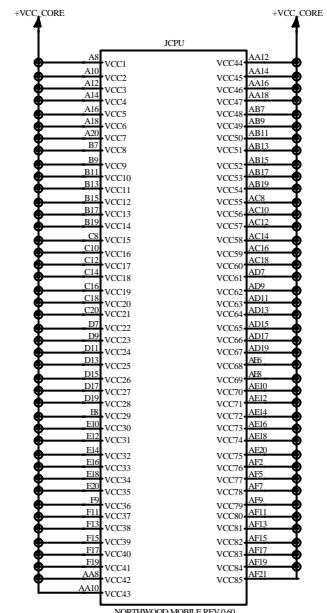 +VCC_CORE +VCC_CORE
JCPU
A8 VCC1 VCC44 AA12
A10 VCC2 VCC45 AA14
A12 VCC3 VCC46 AA16
A14 VCC4 VCC47 AA18
A16 VCC5 VCC48 AB7
A18 VCC6 VCC49 AB9
A20 VCC7 VCC50 AB11
B7 VCC8 VCC51 AB13
B9 VCC9 VCC52 AB15
B11 VCC10 VCC53 AB17
B13 VCC11 VCC54 AB19
B15 VCC12 VCC55 AC8
B17 VCC13 VCC56 AC10
B19 VCC14 VCC57 AC12
C8 VCC15 VCC58 AC14
C10 VCC16 VCC59 AC16
C12 VCC17 VCC60 AC18
C14 VCC18 VCC61 AD7
C16 VCC19 VCC62 AD9
C18 VCC20 VCC63 AD11
C20 VCC21 VCC64 AD13
D7 VCC22 VCC65 AD15
D9 VCC23 VCC66 AD17
D11 VCC24 VCC67 AD19
D13 VCC25 VCC68 AE6
D15 VCC26 VCC69 AE8
D17 VCC27 VCC70 AE10
D19 VCC28 VCC71 AE12
E8 VCC29 VCC72 AE14
E10 VCC30 VCC73 AE16
E12 VCC31 VCC74 AE18
E14 VCC32 VCC75 AE20
E16 VCC33 VCC76 AF2
E18 VCC34 VCC77 AF5
E20 VCC35 VCC78 AF7
F9 VCC36 VCC79 AF9
F11 VCC37 VCC80 AF11
F13 VCC38 VCC81 AF13
F15 VCC39 VCC82 AF15
F17 VCC40 VCC83 AF17
F19 VCC41 VCC84 AF19
AA8 VCC42 VCC85 AF21
AA10 VCC43
NORTHWOOD MOBILE REV 0.60